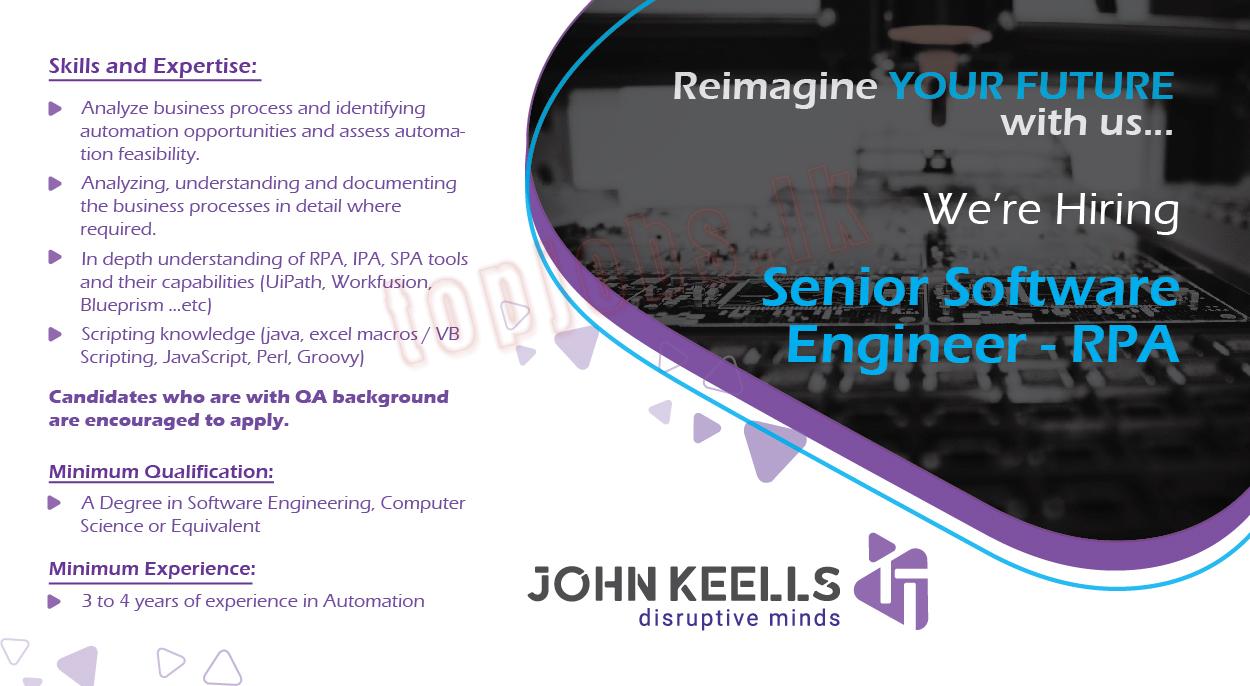 Skills and Expertise:
Analyze business process and identifying
automation opportunities and assess automa-
tion feasibility.
Analyzing, understanding and documenting
the business processes in detail where
required.
In depth understanding of RPA, IPA, SPA tools
and their capabilities (UiPath, Workfusion,
Blueprism ...etc)
Scripting knowledge (java, excel macros / VB
Scripting, JavaScript, Perl, Groovy)
Candidates who are with QA background
are encouraged to apply.
Minimum Qualification:
A Degree in Software Engineering, Computer
Science or Equivalent
Minimum Experience:
3 to 4 years of experience in Automation
Reimagine YOUR FUTURE
with us...
We're Hiring
Senior Software
Engineer - RPA
topjobs.lk
JOHN KEELLS
disruptive minds